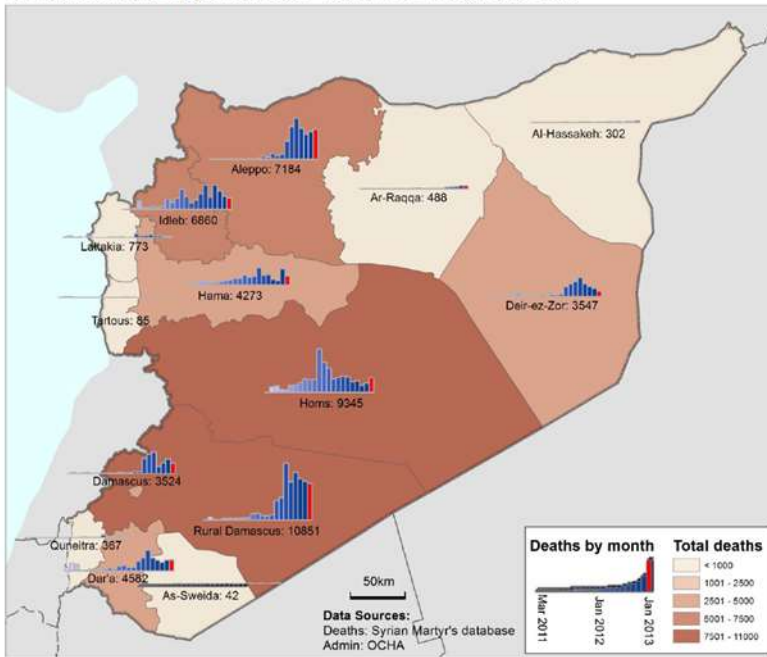 Al-Hassakeh: 302
Aleppo: 7184
Ar-Raqqa: 488
Idleb: 6860
Lattakia: 773
Hama: 4273
Deir-ez-Zor: 3547
Tartous: 85
Homs: 9345
Damascus: 3524
Rural Damascus: 10851
Quneitra: 367
Dar'a: 4582
As-Sweida: 42
50km
Data Sources:
Deaths: Syrian Martyr's database
Admin: OCHA
Deaths by month
Mar 2011
Jan 2012
Jan 2013
Total deaths
< 1000
1001 - 2500
2501 - 5000
5001 - 7500
7501 - 11000